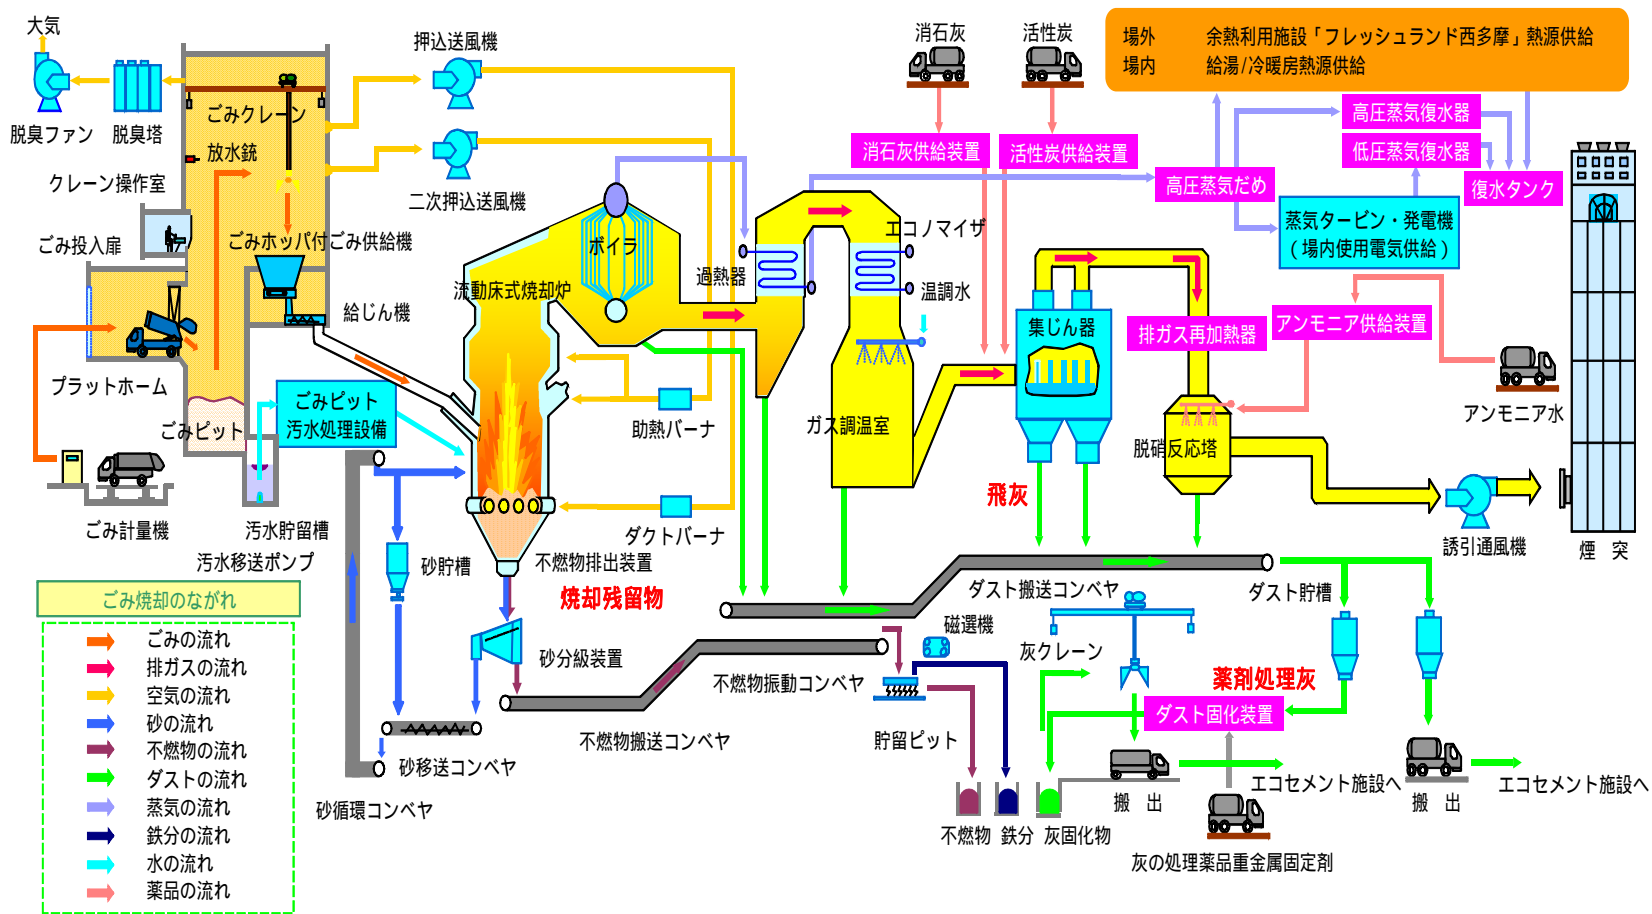 大気
脱臭ファン
脱臭塔
ごみクレーン
放水銃
クレーン操作室
ごみ投入扉
ごみホッパ付ごみ供給機
給じん機
プラットホーム
ごみピット
ごみピット
汚水処理設備
ごみ計量機
汚水貯留槽
汚水移送ポンプ
押込送風機
二次押込送風機
流動床式焼却炉
ボイラ
過熱器
エコノマイザ
温調水
ガス調温室
助熱バーナ
ダクトバーナ
消石灰
活性炭
消石灰供給装置
活性炭供給装置
場外 余熱利用施設「フレッシュランド西多摩」熱源供給
場内 給湯/冷暖房熱源供給
高圧蒸気復水器
低圧蒸気復水器
高圧蒸気だめ
復水タンク
蒸気タービン・発電機
(場内使用電気供給)
集じん器
排ガス再加熱器
アンモニア供給装置
アンモニア水
脱硝反応塔
誘引通風機
煙 突
飛灰
砂貯槽
不燃物排出装置
焼却残留物
砂分級装置
砂移送コンベヤ
砂循環コンベヤ
不燃物搬送コンベヤ
不燃物振動コンベヤ
磁選機
ダスト搬送コンベヤ
ダスト貯槽
灰クレーン
薬剤処理灰
ダスト固化装置
貯留ピット
不燃物
鉄分
灰固化物
搬 出
エコセメント施設へ
搬 出
エコセメント施設へ
灰の処理薬品重金属固定剤
ごみ焼却のながれ
ごみの流れ
排ガスの流れ
空気の流れ
砂の流れ
不燃物の流れ
ダストの流れ
蒸気の流れ
鉄分の流れ
水の流れ
薬品の流れ